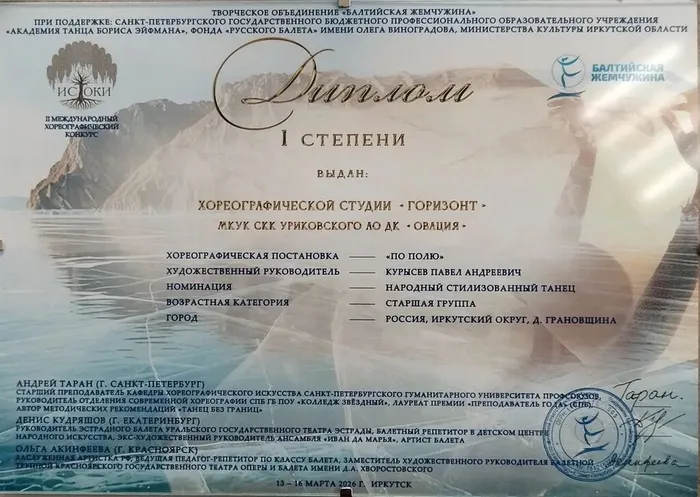 ТВОРЧЕСКОЕ ОБЪЕДИНЕНИЕ «БАЛТИЙСКАЯ ЖЕМЧУЖИНА»
ПРИ ПОДДЕРЖКЕ: САНКТ-ПЕТЕРБУРГСКОГО ГОСУДАРСТВЕННОГО БЮДЖЕТНОГО ПРОФЕССИОНАЛЬНОГО ОБРАЗОВАТЕЛЬНОГО УЧРЕЖДЕНИЯ
«АКАДЕМИЯ ТАНЦА БОРИСА ЭЙФМАНА», ФОНДА «РУССКОГО БАЛЕТА» ИМЕНИ ОЛЕГА ВИНОГРАДОВА, МИНИСТЕРСТВА КУЛЬТУРЫ ИРКУТСКОЙ ОБЛАСТИ
ИСТОКИ
II МЕЖДУНАРОДНЫЙ
ХОРЕОГРАФИЧЕСКИЙ
КОНКУРС
БАЛТИЙСКАЯ
ЖЕМЧУЖИНА
Диплом
I СТЕПЕНИ
ВЫДАН:
ХОРЕОГРАФИЧЕСКОЙ СТУДИИ «ГОРИЗОНТ»
МКУК СКК УРИКОВСКОГО АО ДК «ОВАЦИЯ»
ХОРЕОГРАФИЧЕСКАЯ ПОСТАНОВКА — «ПО ПОЛЮ»
ХУДОЖЕСТВЕННЫЙ РУКОВОДИТЕЛЬ — КУРЫСЕВ ПАВЕЛ АНДРЕЕВИЧ
НОМИНАЦИЯ — НАРОДНЫЙ СТИЛИЗОВАННЫЙ ТАНЕЦ
ВОЗРАСТНАЯ КАТЕГОРИЯ — СТАРШАЯ ГРУППА
ГОРОД — РОССИЯ, ИРКУТСКИЙ ОКРУГ, Д. ГРАНОВЩИНА
АНДРЕЙ ТАРАН (Г. САНКТ-ПЕТЕРБУРГ)
СТАРШИЙ ПРЕПОДАВАТЕЛЬ КАФЕДРЫ ХОРЕОГРАФИЧЕСКОГО ИСКУССТВА САНКТ-ПЕТЕРБУРГСКОГО ГУМАНИТАРНОГО УНИВЕРСИТЕТА ПРОФСОЮЗОВ,
РУКОВОДИТЕЛЬ ОТДЕЛЕНИЯ СОВРЕМЕННОЙ ХОРЕОГРАФИИ СПБ ГБ ПОУ «КОЛЛЕДЖ ЗВЁЗДНЫЙ», ЛАУРЕАТ ПРЕМИИ «ПРЕПОДАВАТЕЛЬ ГОДА» (СПБ),
АВТОР МЕТОДИЧЕСКИХ РЕКОМЕНДАЦИЙ «ТАНЕЦ БЕЗ ГРАНИЦ»
ДЕНИС КУДРЯШОВ (Г. ЕКАТЕРИНБУРГ)
РУКОВОДИТЕЛЬ ЭСТРАДНОГО БАЛЕТА УРАЛЬСКОГО ГОСУДАРСТВЕННОГО ТЕАТРА ЭСТРАДЫ, БАЛЕТНЫЙ РЕПЕТИТОР В ДЕТСКОМ ЦЕНТРЕ
НАРОДНОГО ИСКУССТВА, ЭКС-ХУДОЖЕСТВЕННЫЙ РУКОВОДИТЕЛЬ АНСАМБЛЯ «ИВАН ДА МАРЬЯ», АРТИСТ БАЛЕТА
ОЛЬГА АКИНФЕЕВА (Г. КРАСНОЯРСК)
ЗАСЛУЖЕННАЯ АРТИСТКА РФ, ВЕДУЩАЯ ПЕДАГОГ-РЕПЕТИТОР ПО КЛАССУ БАЛЕТА, ЗАМЕСТИТЕЛЬ ХУДОЖЕСТВЕННОГО РУКОВОДИТЕЛЯ БАЛЕТНОЙ
ТРУППОЙ КРАСНОЯРСКОГО ГОСУДАРСТВЕННОГО ТЕАТРА ОПЕРЫ И БАЛЕТА ИМЕНИ Д.А. ХВОРОСТОВСКОГО
Таран.
13 – 16 МАРТА 2026 Г. ИРКУТСК